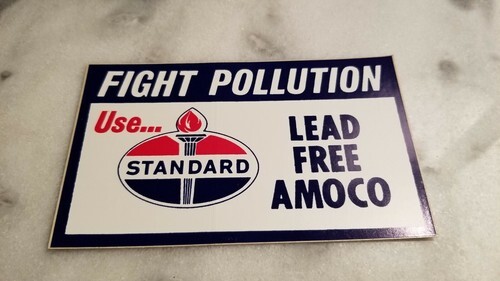 FIGHT POLLUTION
Use...
STANDARD
LEAD
FREE
AMOCO